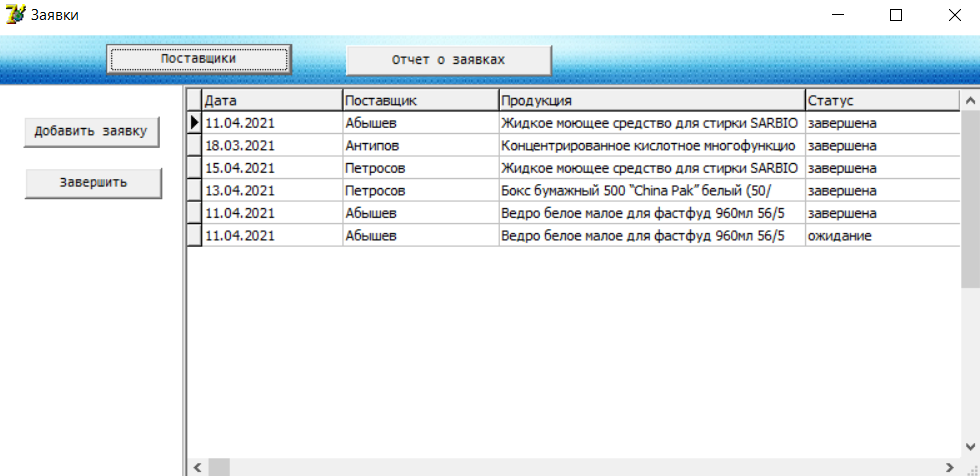 Заявки
Поставщики Отчет о заявках
Добавить заявку
Завершить
Дата Поставщик Продукция Статус
11.04.2021 Абышев Жидкое моющее средство для стирки SARBIO завершена
18.03.2021 Антипов Концентрированное кислотное многофункцио завершена
15.04.2021 Петросов Жидкое моющее средство для стирки SARBIO завершена
13.04.2021 Петросов Бокс бумажный 500 "China Pak" белый (50/ завершена
11.04.2021 Абышев Ведро белое малое для фастфуд 960мл 56/5 завершена
11.04.2021 Абышев Ведро белое малое для фастфуд 960мл 56/5 ожидание